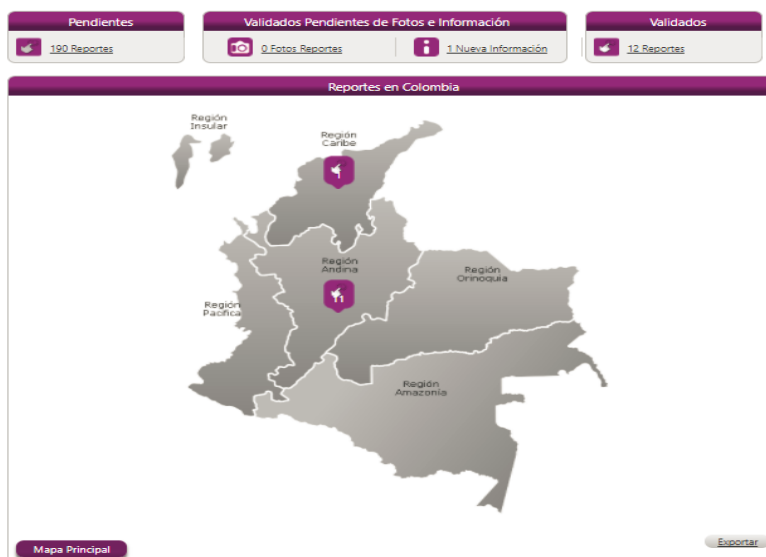 Pendientes
190 Reportes
Validados Pendientes de Fotos e Información
0 Fotos Reportes
1 Nueva Información
Validados
12 Reportes
Reportes en Colombia
Región
Insular
Región
Caribe
1
Región
Andina
11
Región
Orinoquia
Región
Pacifica
Región
Amazonía
Mapa Principal
Exportar